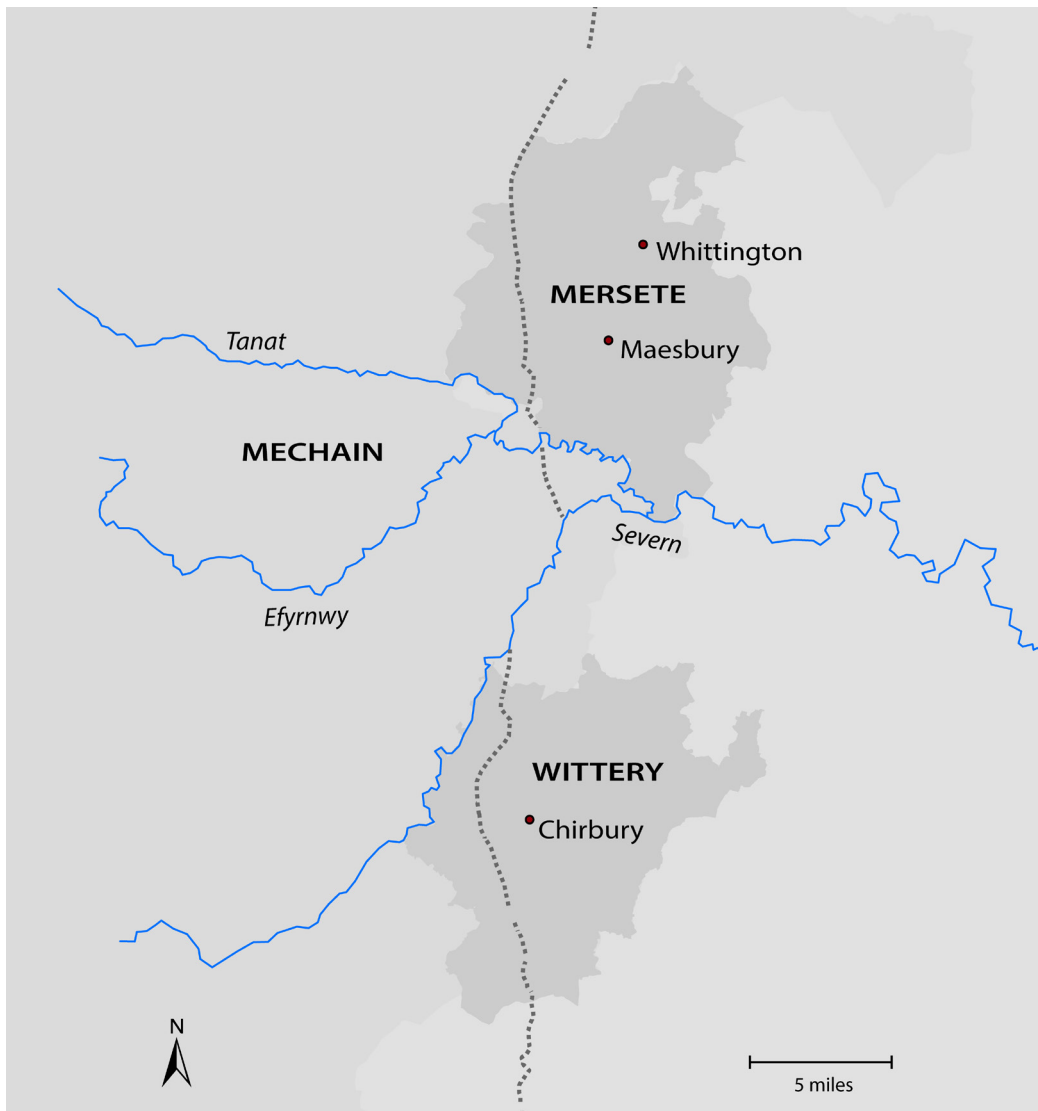 Whittington
MERSETE
Tanat
Maesbury
MECHAIN
Severn
Efyrnwy
WITTERY
Chirbury
N
5 miles